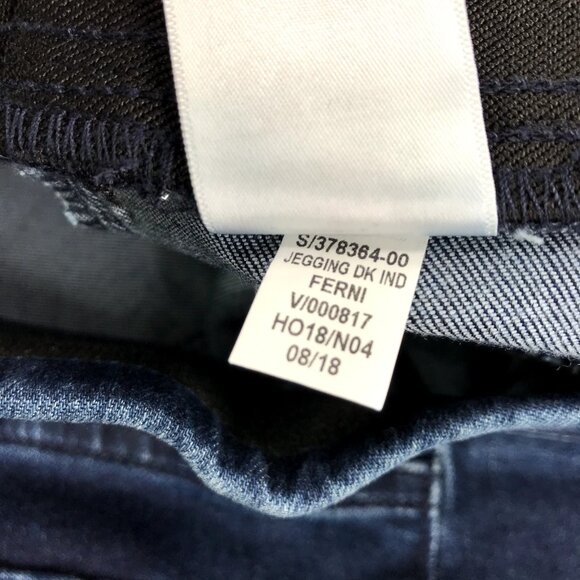 S/378364-00
JEGGING DK IND
FERNI
V/000817
HO18/N04
08/18